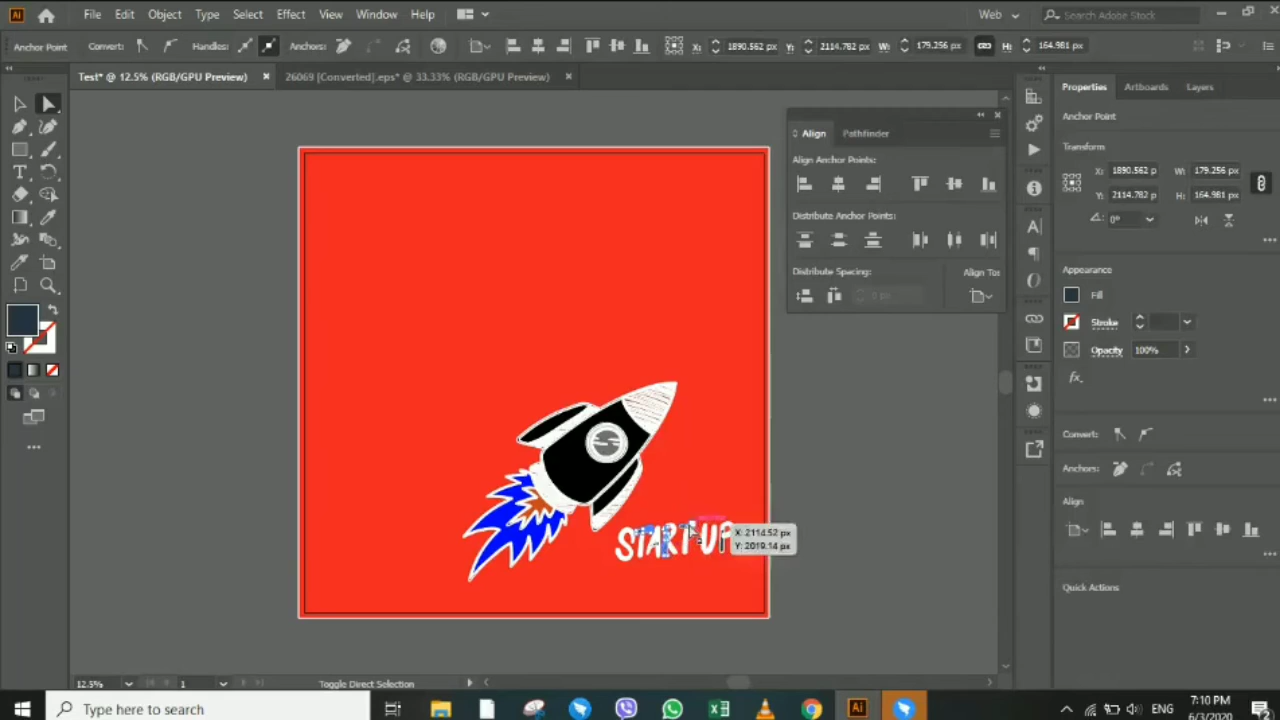 Ai File Edit Object Type Select Effect View Window Help Web Search Adobe Stock
Anchor Point Convert: Handles: Anchors: X: 1890.562 px Y: 2114.782 px W: 179.256 px H: 164.981 px
Test* @ 12.5% (RGB/GPU Preview) × 26069 [Converted].eps* @ 33.33% (RGB/GPU Preview) ×
Properties Artboards Layers
Anchor Point
Transform
X: 1890.562 p W: 179.256 px
Y: 2114.782 p H: 164.981 px
0°
Appearance
Fill
Stroke
Opacity 100%
fx
Convert:
Anchors:
Align
Quick Actions
Align Pathfinder
Align Anchor Points:
Distribute Anchor Points:
Distribute Spacing: Align To:
0 px
STARTUP
X: 2114.52 px
Y: 2019.14 px
12.5% 1 Toggle Direct Selection
Type here to search
ENG
7:10 PM
6/3/2020
2